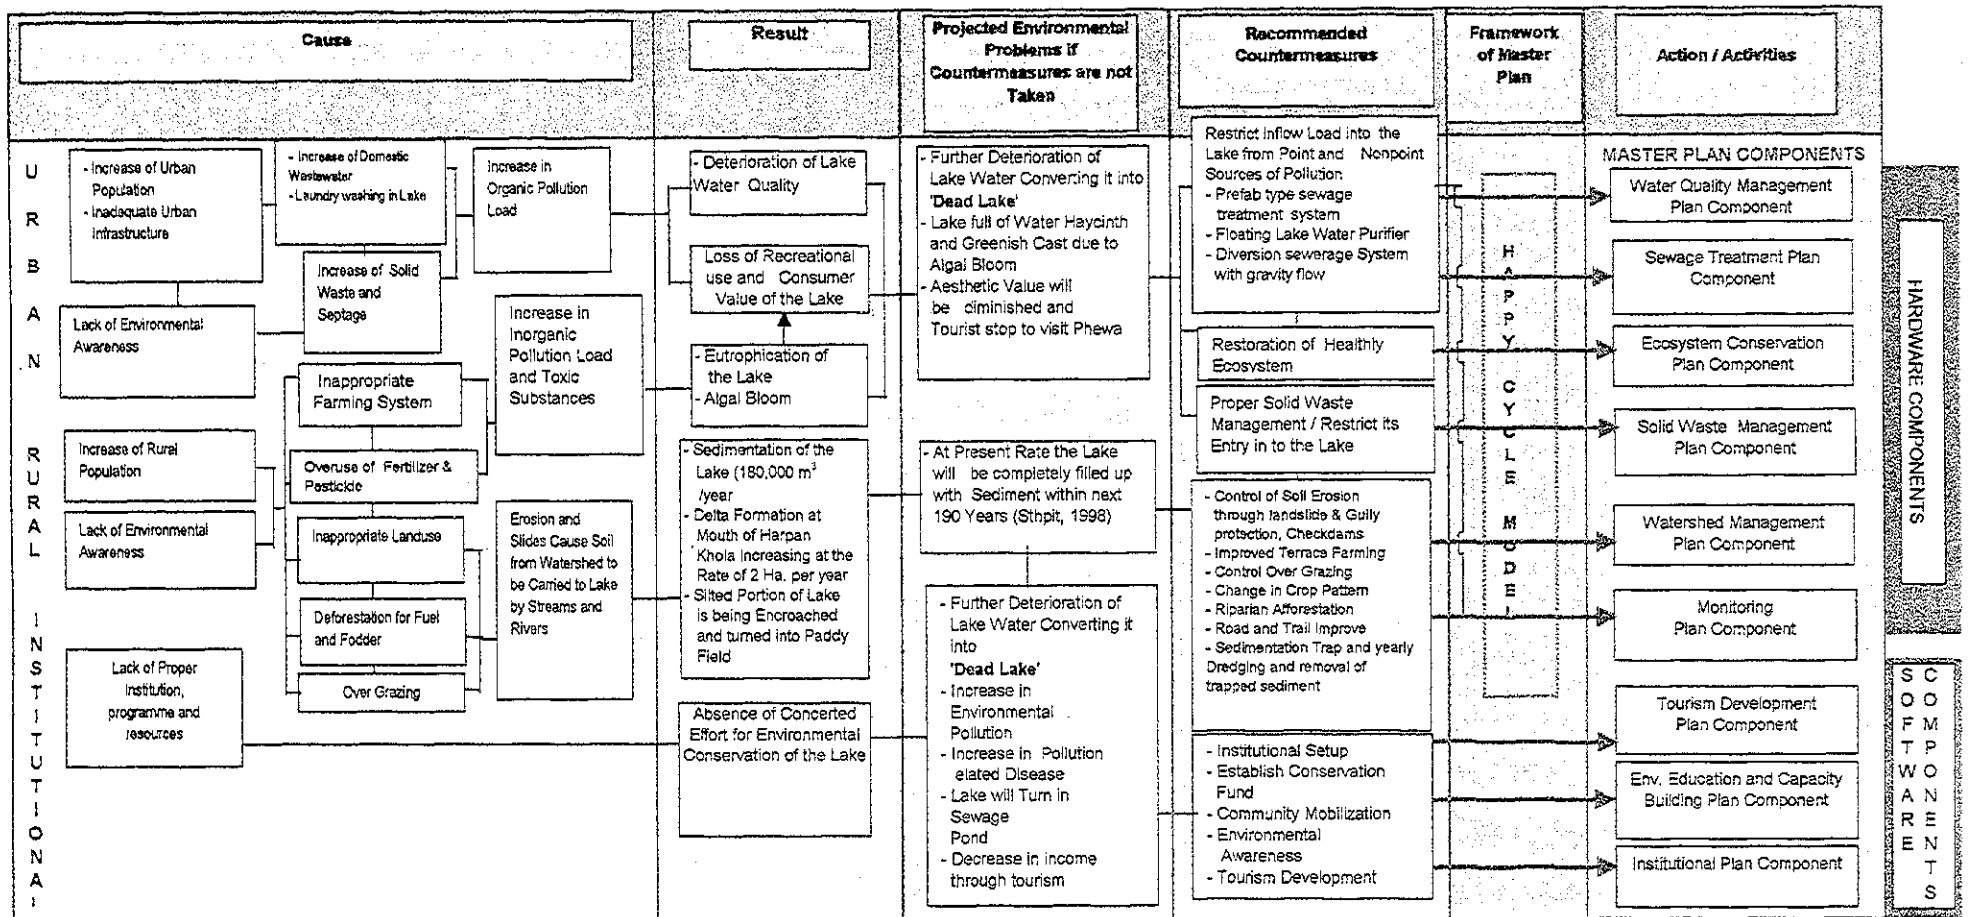 Cause
Result
Projected Environmental
Problems if
Countermeasures are not
Taken
Recommended
Countermeasures
Framework
of Master
Plan
Action / Activities
URBAN
RURAL
INSTITUTIONAL
- Increase of Urban
Population
- Inadequate Urban
Infrastructure
- Increase of Domestic
Wastewater
- Laundry washing in Lake
Increase in
Organic Pollution
Load
Increase of Solid
Waste and
Septage
Lack of Environmental
Awareness
Increase in
Inorganic
Pollution Load
and Toxic
Substances
Inappropriate
Farming System
Increase of Rural
Population
Overuse of Fertilizer &
Pesticide
Lack of Environmental
Awareness
Inappropriate Landuse
Erosion and
Slides Cause Soil
from Watershed to
be Carried to Lake
by Streams and
Rivers
Deforestation for Fuel
and Fodder
Over Grazing
Lack of Proper
Institution,
programme and
resources
- Deterioration of Lake
Water Quality
Loss of Recreational
use and Consumer
Value of the Lake
- Eutrophication of
the Lake
- Algal Bloom
- Sedimentation of the
Lake (180,000 m³
/year
- Delta Formation at
Mouth of Harpan
Khola Increasing at the
Rate of 2 Ha. per year
- Silted Portion of Lake
is being Encroached
and turned into Paddy
Field
Absence of Concerted
Effort for Environmental
Conservation of the Lake
- Further Deterioration of
Lake Water Converting it into
'Dead Lake'
- Lake full of Water Haycinth
and Greenish Cast due to
Algal Bloom
- Aesthetic Value will
be diminished and
Tourist stop to visit Phewa
- At Present Rate the Lake
will be completely filled up
with Sediment within next
190 Years (Sthpit, 1998)
- Further Deterioration of
Lake Water Converting it
into
'Dead Lake'
- Increase in
Environmental
Pollution
- Increase in Pollution
elated Disease
- Lake will Turn in
Sewage
Pond
- Decrease in income
through tourism
Restrict Inflow Load into the
Lake from Point and Nonpoint
Sources of Pollution
- Prefab type sewage
treatment system
- Floating Lake Water Purifier
- Diversion sewerage System
with gravity flow
Restoration of Healthly
Ecosystem
Proper Solid Waste
Management / Restrict its
Entry in to the Lake
- Control of Soil Erosion
through landslide & Gully
protection, Checkdams
- Improved Terrace Farming
- Control Over Grazing
- Change in Crop Pattern
- Riparian Afforestation
- Road and Trail Improve
- Sedimentation Trap and yearly
Dredging and removal of
trapped sediment
- Institutional Setup
- Establish Conservation
Fund
- Community Mobilization
- Environmental
Awareness
- Tourism Development
HAPPY CYCLE MODEL
MASTER PLAN COMPONENTS
Water Quality Management
Plan Component
Sewage Treatment Plan
Component
Ecosystem Conservation
Plan Component
Solid Waste Management
Plan Component
Watershed Management
Plan Component
Monitoring
Plan Component
Tourism Development
Plan Component
Env. Education and Capacity
Building Plan Component
Institutional Plan Component
HARDWARE COMPONENTS
SOFTWARE
COMPONENTS